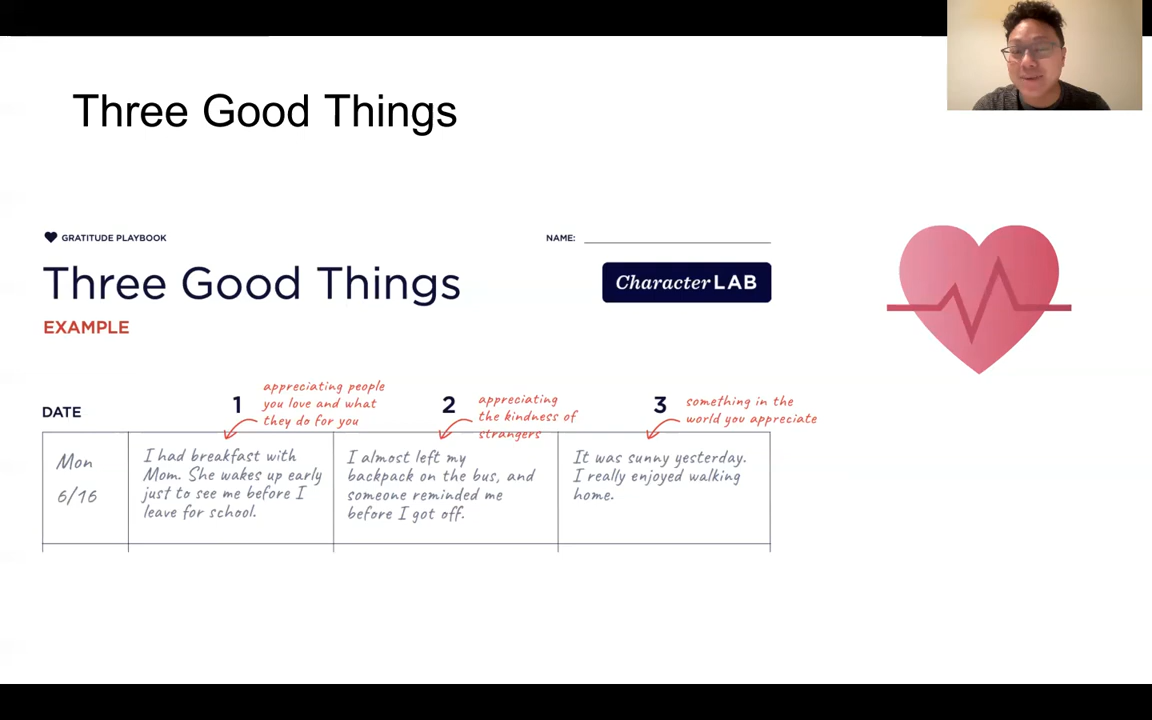 Three Good Things
GRATITUDE PLAYBOOK
NAME:
Three Good Things
CharacterLAB
EXAMPLE
DATE
1
appreciating people
you love and what
they do for you
2
appreciating
the kindness of
strangers
3
something in the
world you appreciate
Mon
6/16
I had breakfast with
Mom. She wakes up early
just to see me before I
leave for school.
I almost left my
backpack on the bus, and
someone reminded me
before I got off.
It was sunny yesterday.
I really enjoyed walking
home.